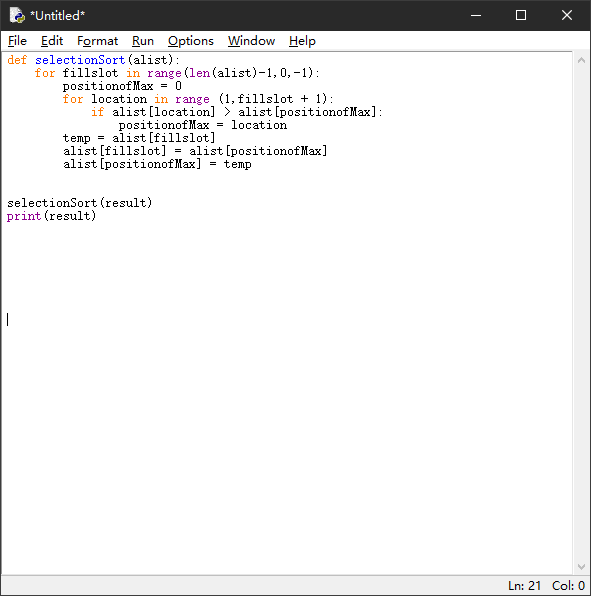 *Untitled*
File Edit Format Run Options Window Help
def selectionSort(alist):
    for fillslot in range(len(alist)-1,0,-1):
        positionofMax = 0
        for location in range (1,fillslot + 1):
            if alist[location] > alist[positionofMax]:
                positionofMax = location
        temp = alist[fillslot]
        alist[fillslot] = alist[positionofMax]
        alist[positionofMax] = temp
selectionSort(result)
print(result)
Ln: 21 Col: 0